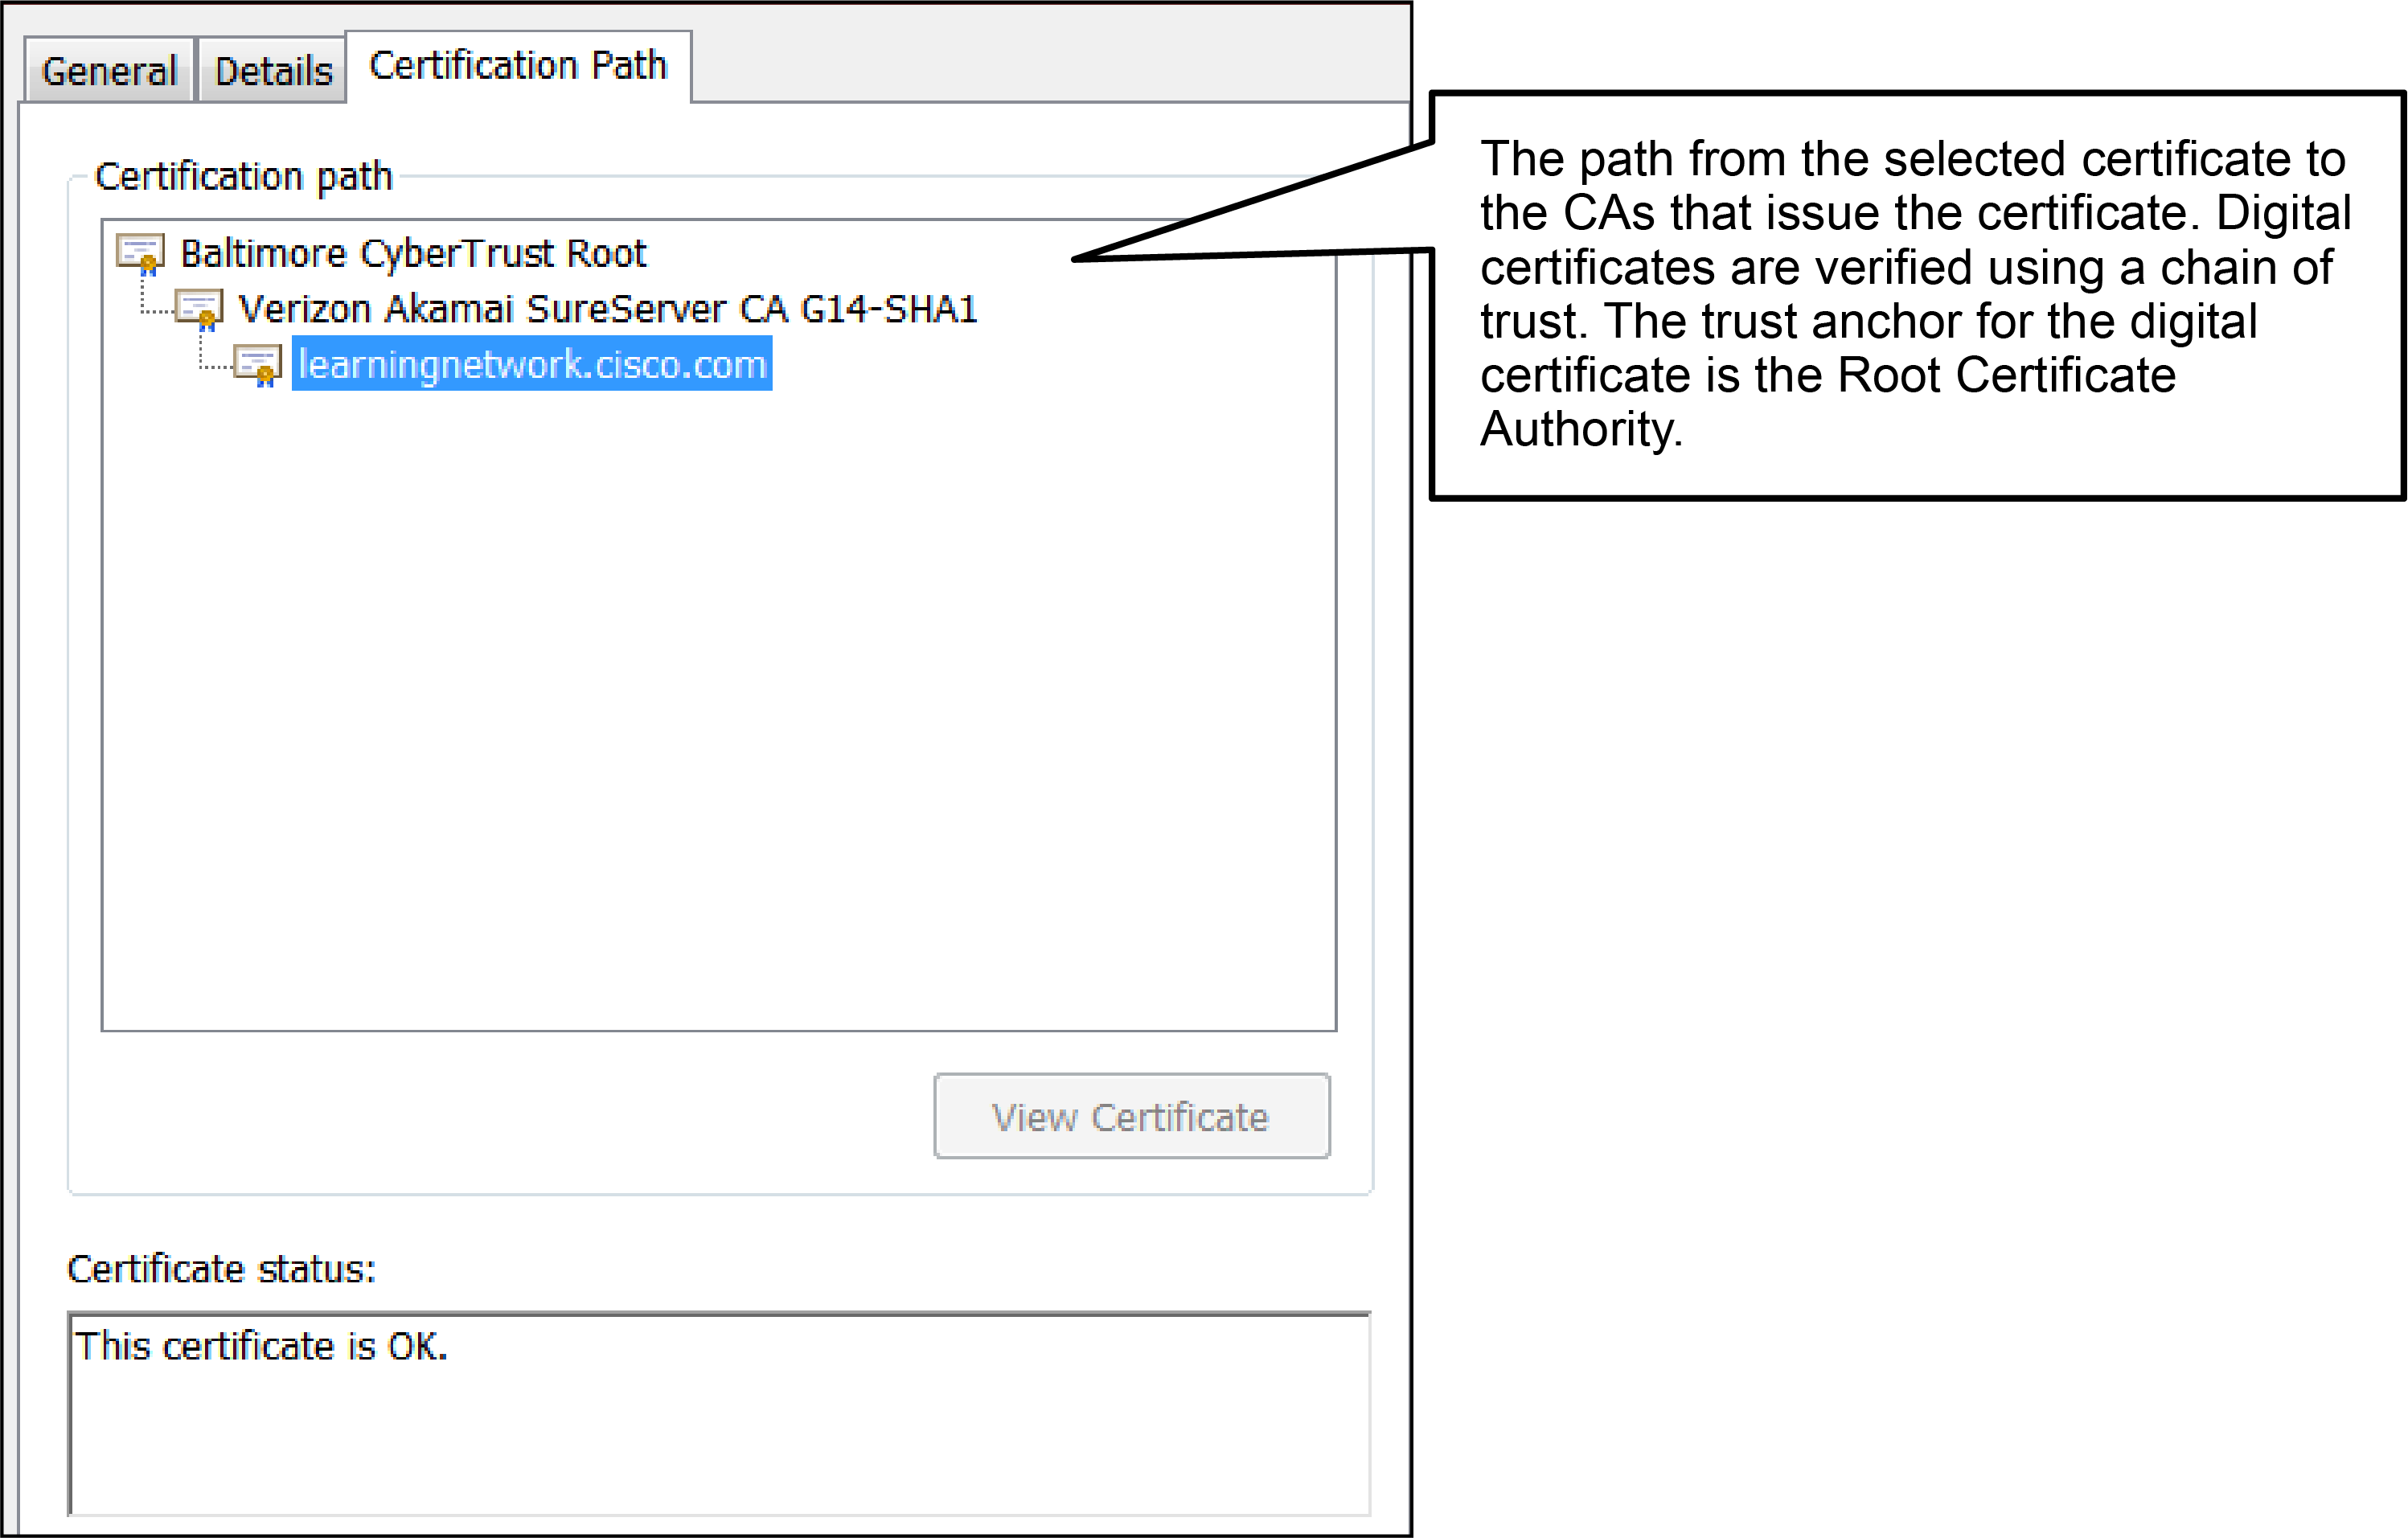 General Details Certification Path
Certification path
Baltimore CyberTrust Root
Verizon Akamai SureServer CA G14-SHA1
learningnetwork.cisco.com
View Certificate
Certificate status:
This certificate is OK.
The path from the selected certificate to
the CAs that issue the certificate. Digital
certificates are verified using a chain of
trust. The trust anchor for the digital
certificate is the Root Certificate
Authority.